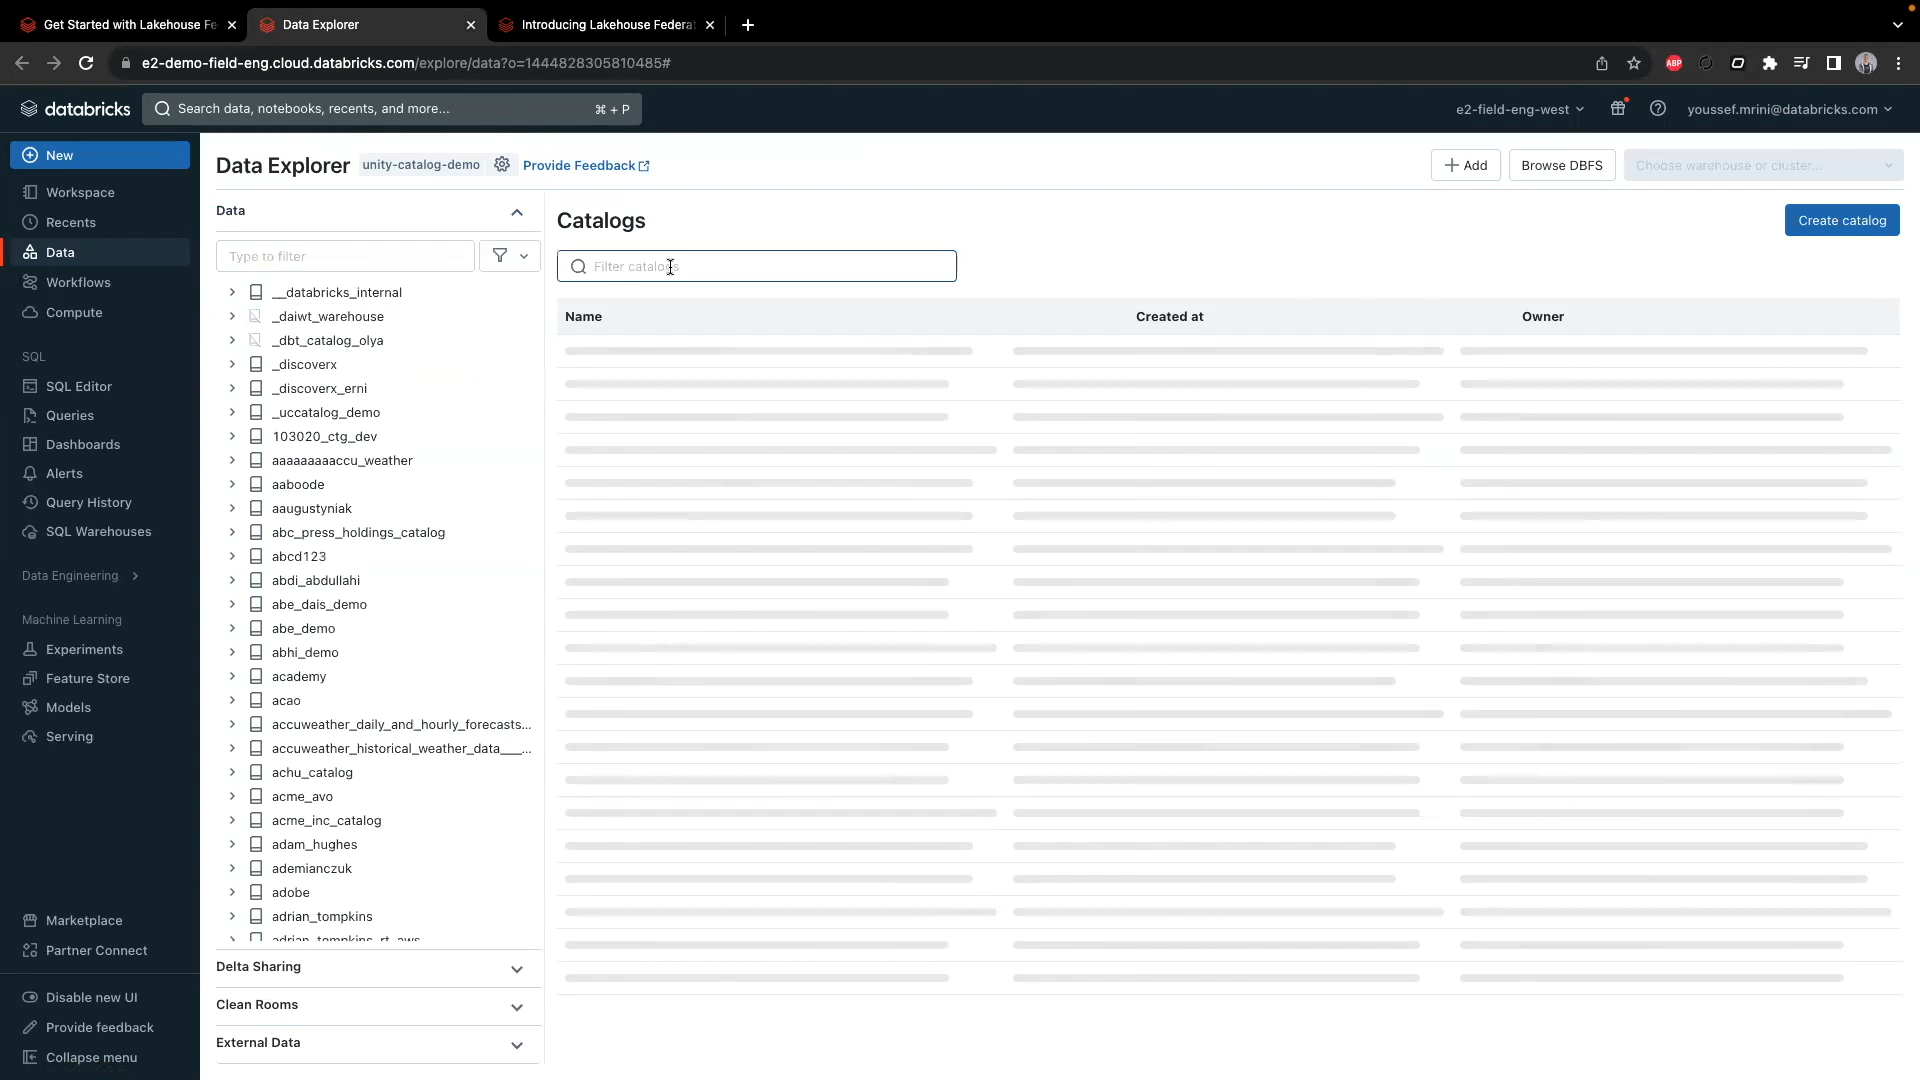 Get Started with Lakehouse Fe
Data Explorer
Introducing Lakehouse Federa
e2-demo-field-eng.cloud.databricks.com/explore/data?o=1444828305810485#
ABP
databricks
Search data, notebooks, recents, and more...
⌘ + P
e2-field-eng-west
youssef.mrini@databricks.com
New
Workspace
Recents
Data
Workflows
Compute
SQL
SQL Editor
Queries
Dashboards
Alerts
Query History
SQL Warehouses
Data Engineering
Machine Learning
Experiments
Feature Store
Models
Serving
Marketplace
Partner Connect
Disable new UI
Provide feedback
Collapse menu
Data Explorer
unity-catalog-demo
Provide Feedback
Add
Browse DBFS
Choose warehouse or cluster...
Data
Type to filter
__databricks_internal
_daiwt_warehouse
_dbt_catalog_olya
_discoverx
_discoverx_erni
_uccatalog_demo
103020_ctg_dev
aaaaaaaaaccu_weather
aaboode
aaugustyniak
abc_press_holdings_catalog
abcd123
abdi_abdullahi
abe_dais_demo
abe_demo
abhi_demo
academy
acao
accuweather_daily_and_hourly_forecasts...
accuweather_historical_weather_data___...
achu_catalog
acme_avo
acme_inc_catalog
adam_hughes
ademianczuk
adobe
adrian_tompkins
adrian_tompkins_rt_aws
Delta Sharing
Clean Rooms
External Data
Catalogs
Create catalog
Filter catalogs
Name
Created at
Owner